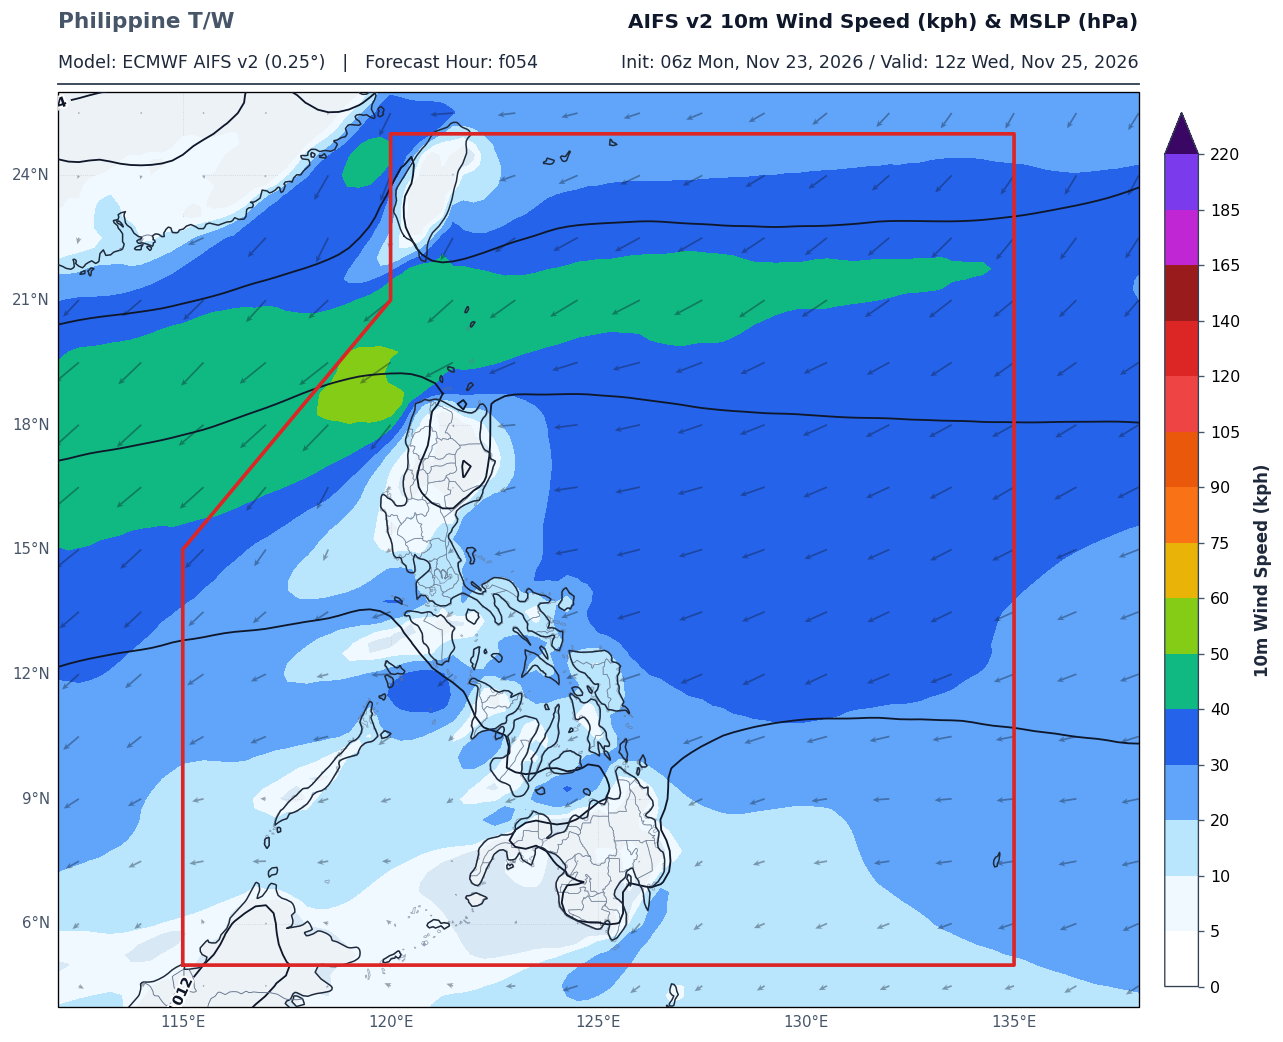 Philippine T/W
AIFS v2 10m Wind Speed (kph) & MSLP (hPa)
Model: ECMWF AIFS v2 (0.25°) | Forecast Hour: f054
Init: 06z Mon, Nov 23, 2026 / Valid: 12z Wed, Nov 25, 2026
4
24°N
21°N
18°N
15°N
12°N
9°N
6°N
1012
115°E
120°E
125°E
130°E
135°E
220
185
165
140
120
105
90
75
60
50
40
30
20
10
5
0
10m Wind Speed (kph)